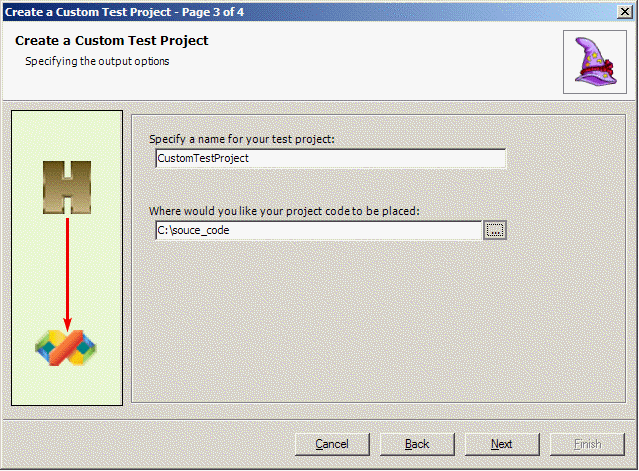 Create a Custom Test Project - Page 3 of 4
Create a Custom Test Project
Specifying the output options
Specify a name for your test project:
CustomTestProject
Where would you like your project code to be placed:
C:\souce_code
...
Cancel
Back
Next
Finish